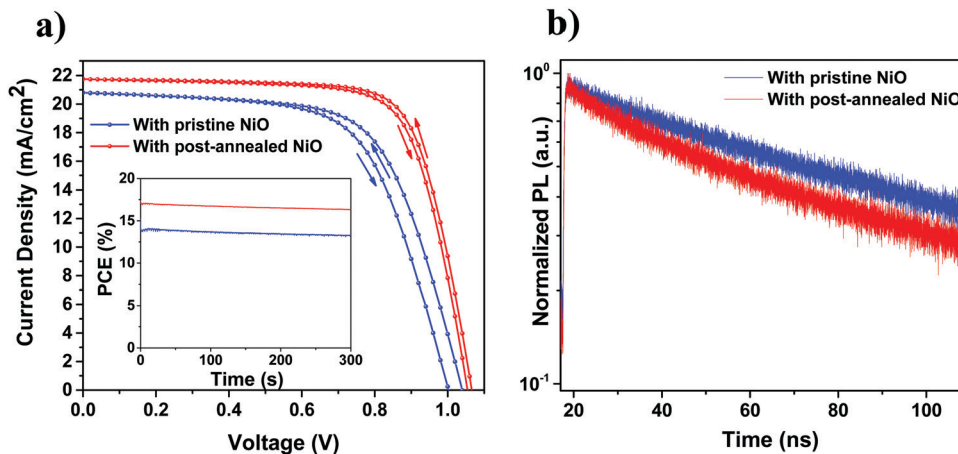 a)
Current Density (mA/cm2)
22
20
18
16
14
12
10
8
6
4
2
0
With pristine NiO
With post-annealed NiO
PCE (%)
20
15
10
5
0
0 100 200 300
Time (s)
0.0 0.2 0.4 0.6 0.8 1.0
Voltage (V)
b)
Normalized PL (a.u.)
10⁰
10⁻¹
With pristine NiO
With post-annealed NiO
20 40 60 80 100
Time (ns)